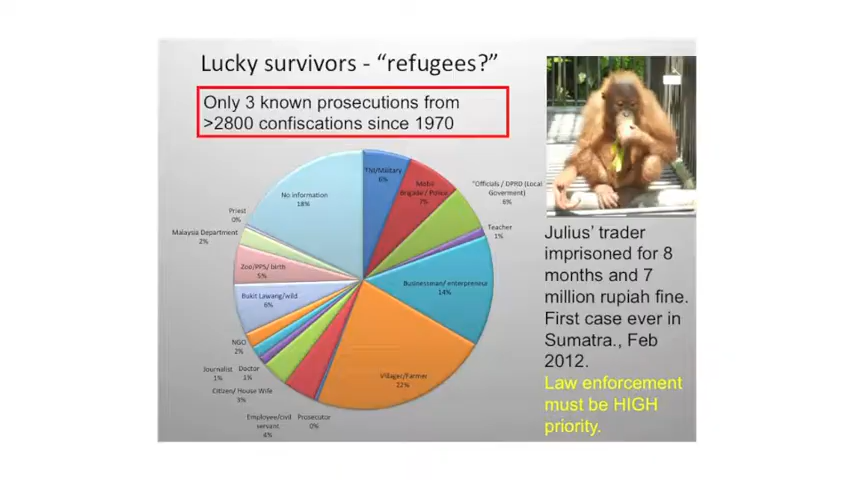 Lucky survivors - “refugees?”
Only 3 known prosecutions from
>2800 confiscations since 1970
TNI/Military
6%
Mobil
Brigade / Police
7%
"Officials / DPRD (Local
Goverment)
6%
Teacher
1%
Businessman/ enterpreneur
14%
Villager/Farmer
22%
Prosecutor
0%
Employee/civil
servant.
4%
Citizen/ House Wife
3%
Doctor
1%
Journalist
1%
NGO
2%
Bukit Lawang/wild
6%
Zoo/PPS/ birth
5%
Malaysia Department
2%
Priest
0%
No information
18%
Julius’ trader
imprisoned for 8
months and 7
million rupiah fine.
First case ever in
Sumatra., Feb
2012.
Law enforcement
must be HIGH
priority.